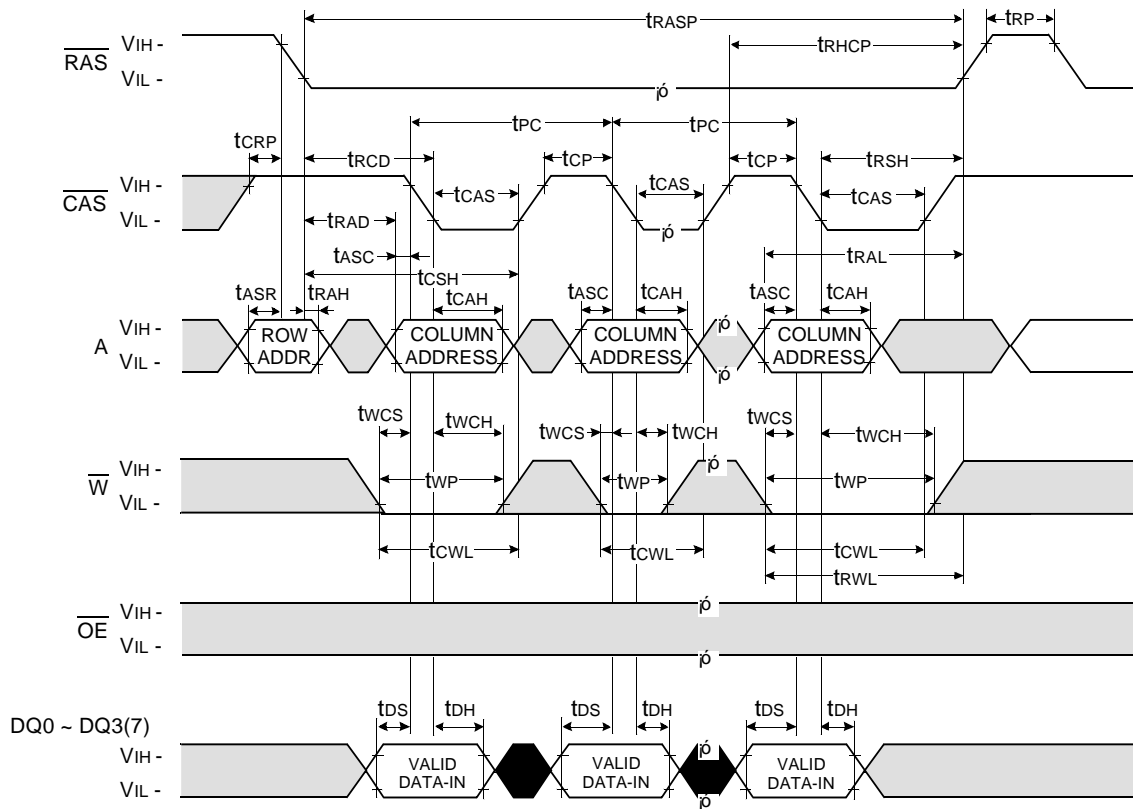 tRASP
tRP
tRHCP
RAS VIH -
VIL -
¡ó
tCRP
tPC
tPC
tRCD
tCP
tCP
tRSH
CAS VIH -
VIL -
tCAS
tCAS
tCAS
¡ó
tRAD
tASC
tCSH
tRAL
tASR
tRAH
tCAH
tASC
tCAH
tASC
tCAH
A VIH -
VIL -
ROW
ADDR
COLUMN
ADDRESS
COLUMN
ADDRESS
¡ó
¡ó
COLUMN
ADDRESS
tWCS
tWCH
tWCS
tWCH
tWCS
tWCH
W VIH -
VIL -
tWP
tWP
¡ó
tWP
tCWL
tCWL
tCWL
tRWL
OE VIH -
VIL -
¡ó
¡ó
DQ0 ~ DQ3(7)
VIH -
VIL -
tDS
tDH
tDS
tDH
tDS
tDH
VALID
DATA-IN
VALID
DATA-IN
¡ó
¡ó
VALID
DATA-IN